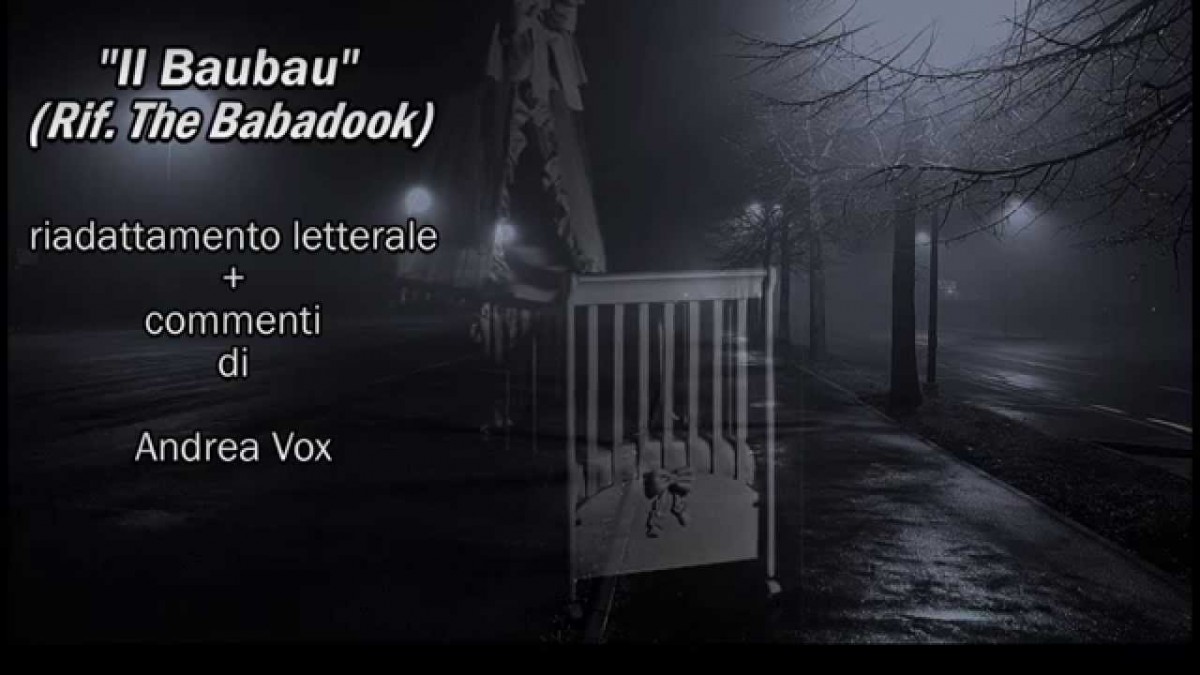 "Il Baubau"
(Rif. The Babadook)
riadattamento letterale
+
commenti
di
Andrea Vox